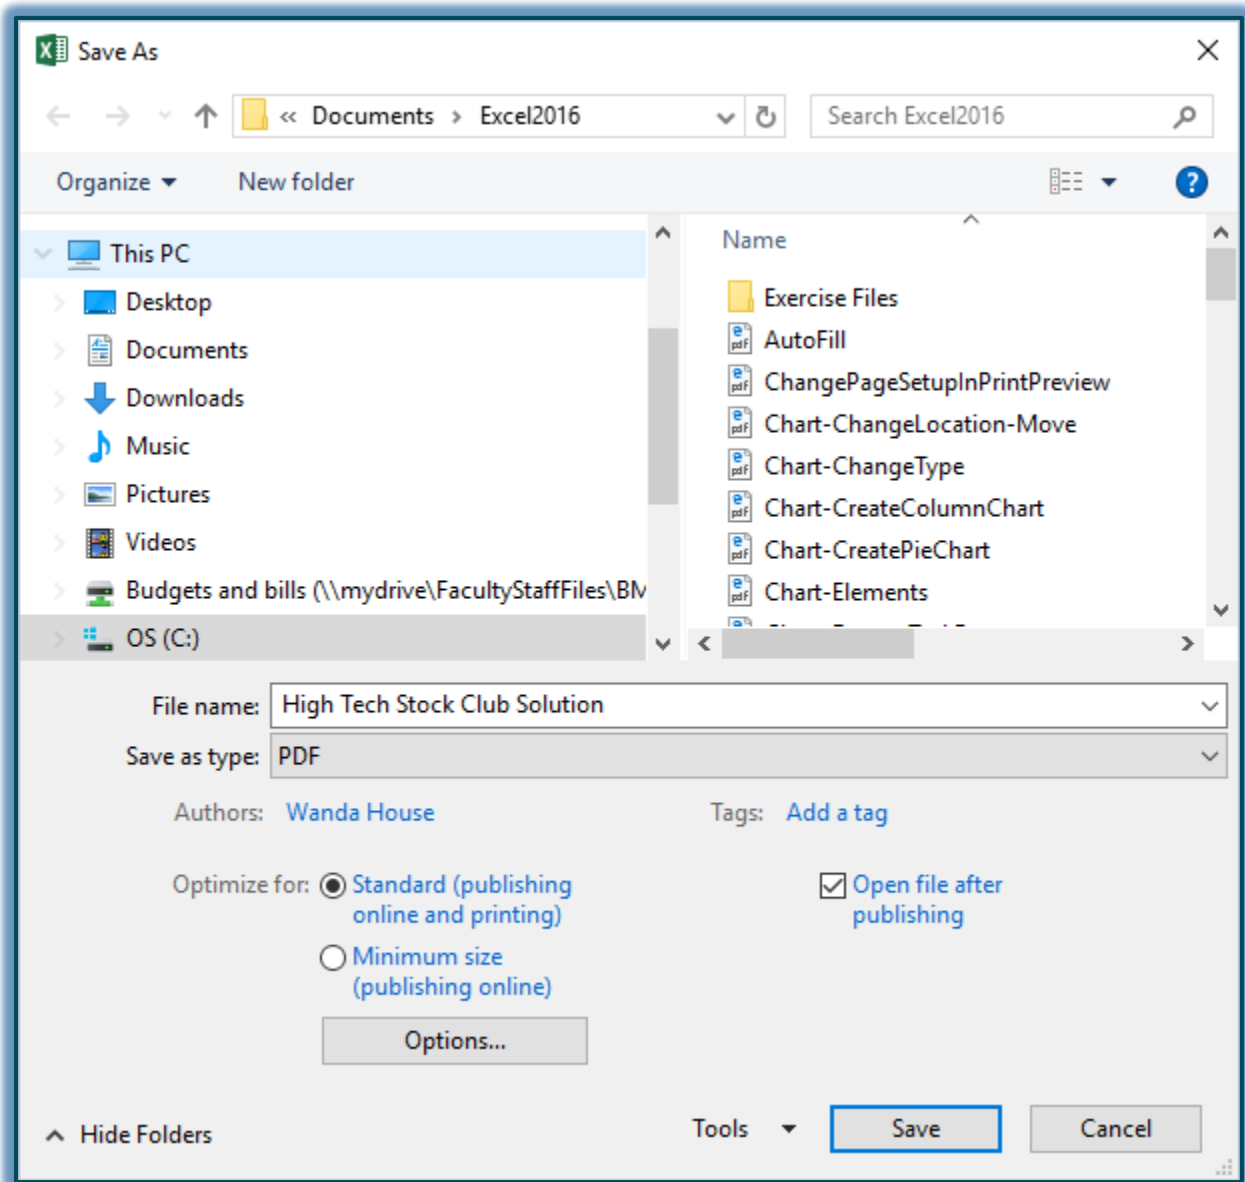 Save As
« Documents > Excel2016
Search Excel2016
Organize
New folder
This PC
Desktop
Documents
Downloads
Music
Pictures
Videos
Budgets and bills (\\mydrive\FacultyStaffFiles\BM
OS (C:)
Name
Exercise Files
AutoFill
ChangePageSetupInPrintPreview
Chart-ChangeLocation-Move
Chart-ChangeType
Chart-CreateColumnChart
Chart-CreatePieChart
Chart-Elements
File name: High Tech Stock Club Solution
Save as type: PDF
Authors: Wanda House
Tags: Add a tag
Optimize for: Standard (publishing
online and printing)
Minimum size
(publishing online)
Open file after
publishing
Options...
Hide Folders
Tools
Save
Cancel